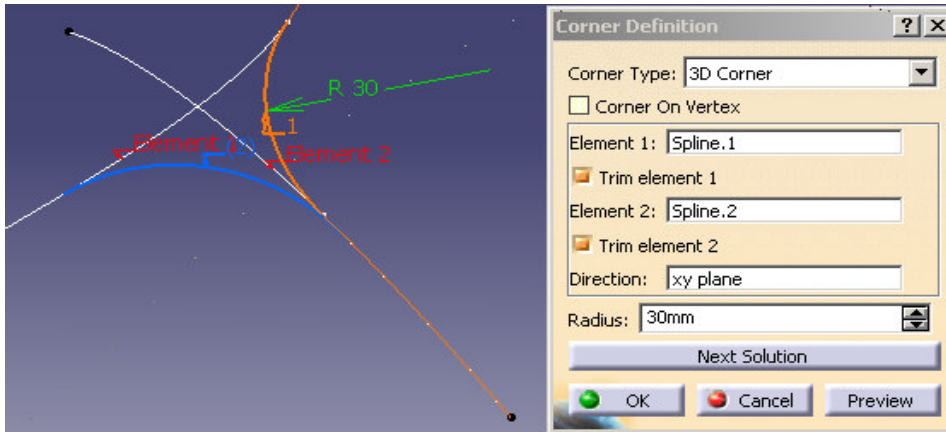 R 30
1
Element 1
(2)
Element 2
Corner Definition
? X
Corner Type: 3D Corner
Corner On Vertex
Element 1: Spline.1
Trim element 1
Element 2: Spline.2
Trim element 2
Direction: xy plane
Radius: 30mm
Next Solution
OK Cancel Preview